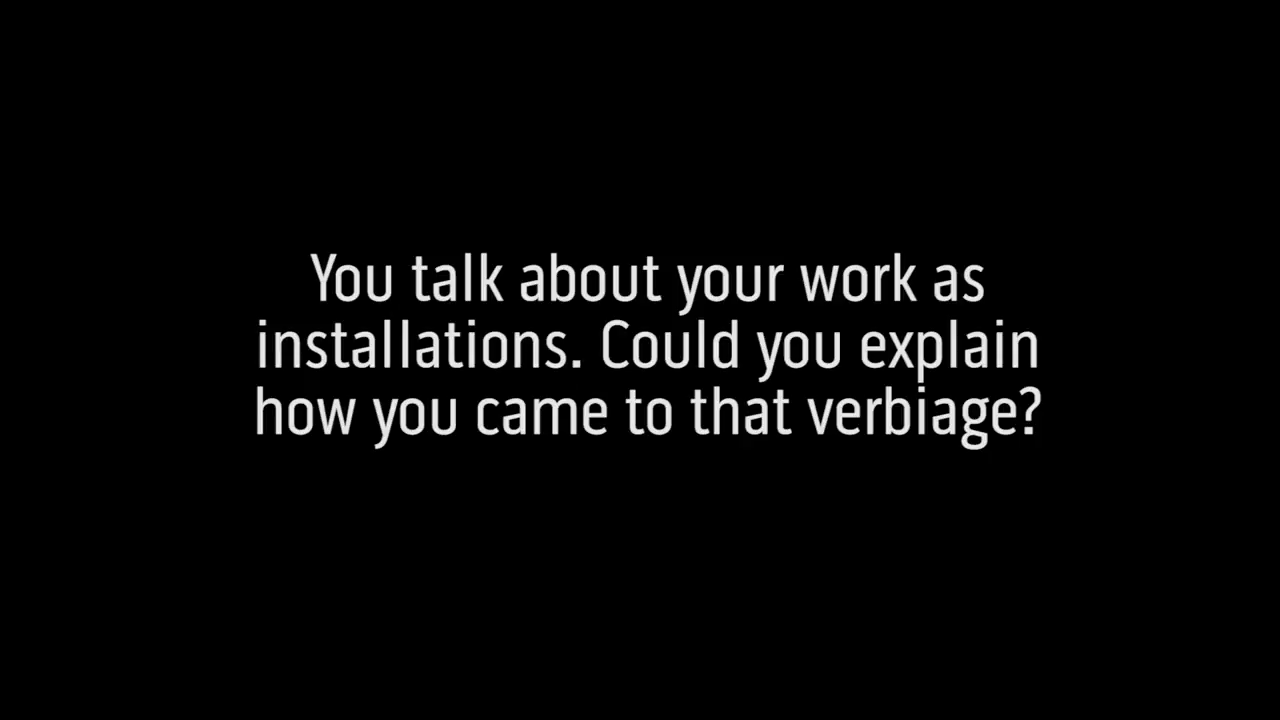 You talk about your work as
installations. Could you explain
how you came to that verbiage?